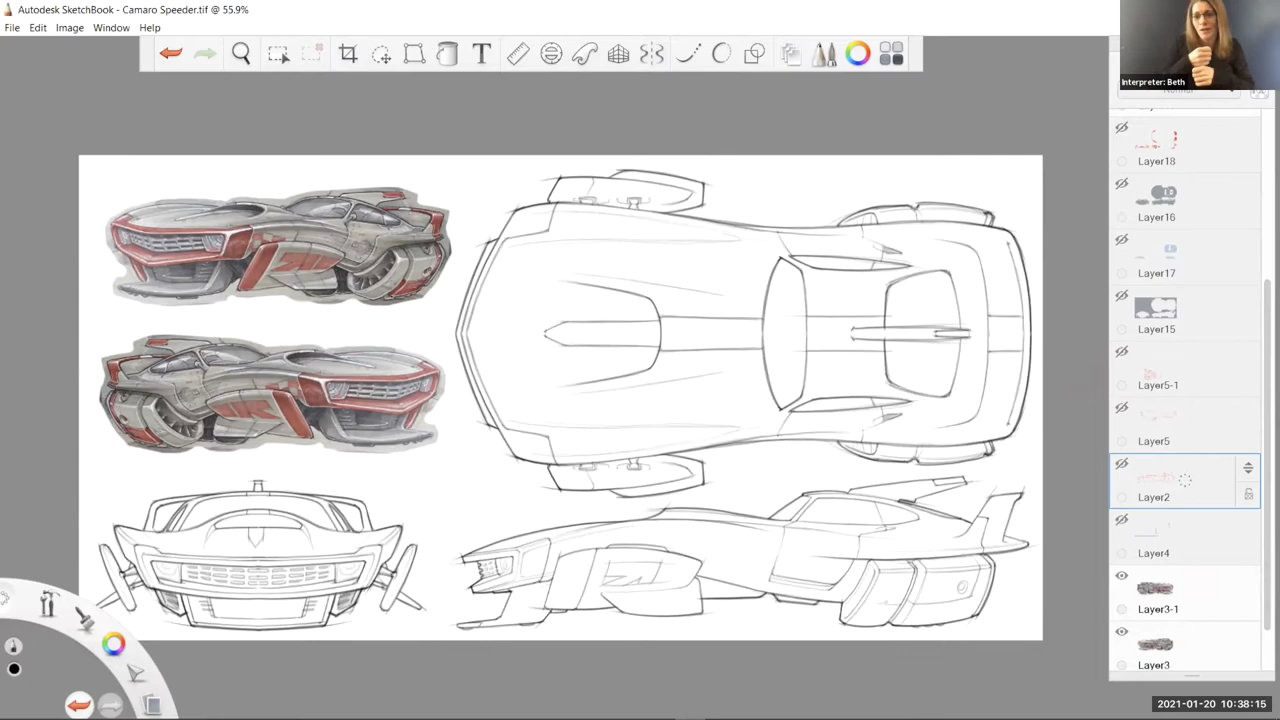 Autodesk SketchBook - Camaro Speeder.tif @ 55.9%
File Edit Image Window Help
Interpreter: Beth
Normal
Layer18
Layer16
Layer17
Layer15
Layer5-1
Layer5
Layer2
Layer4
Layer3-1
Layer3
2021-01-20 10:38:15